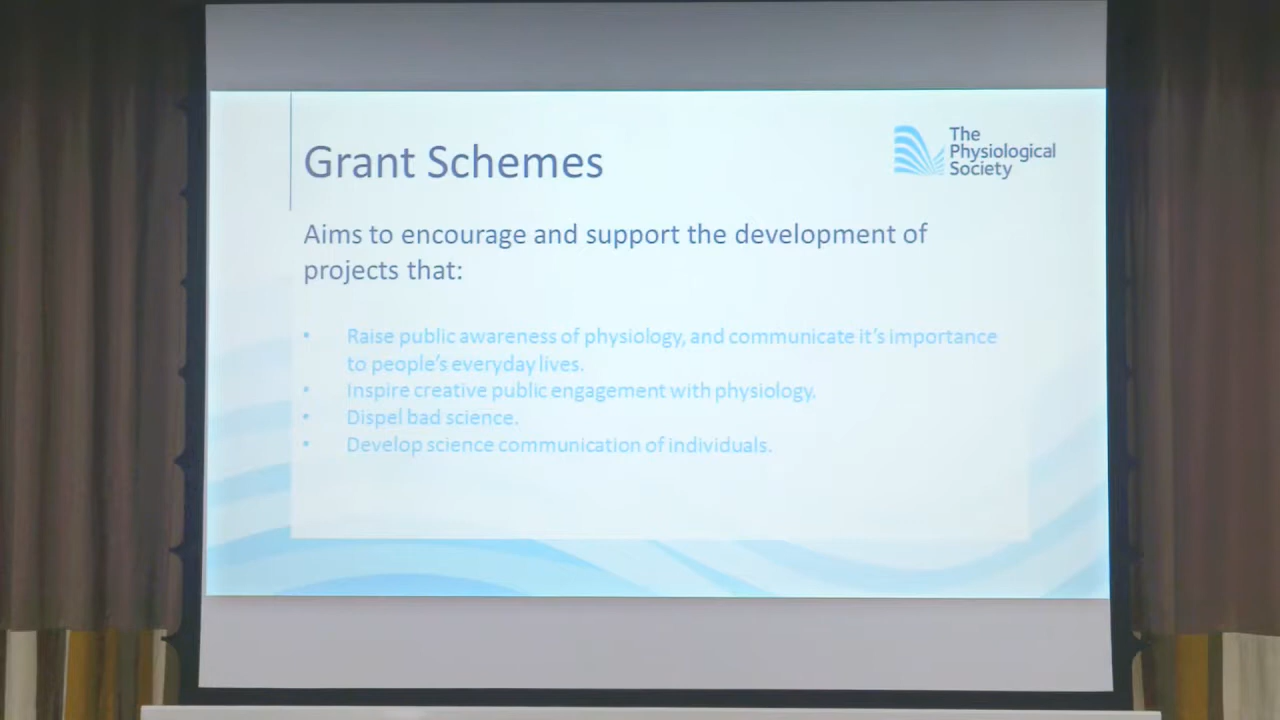 Grant Schemes
The
Physiological
Society
Aims to encourage and support the development of
projects that:
• Raise public awareness of physiology, and communicate it's importance
to people's everyday lives.
• Inspire creative public engagement with physiology.
• Dispel bad science.
• Develop science communication of individuals.